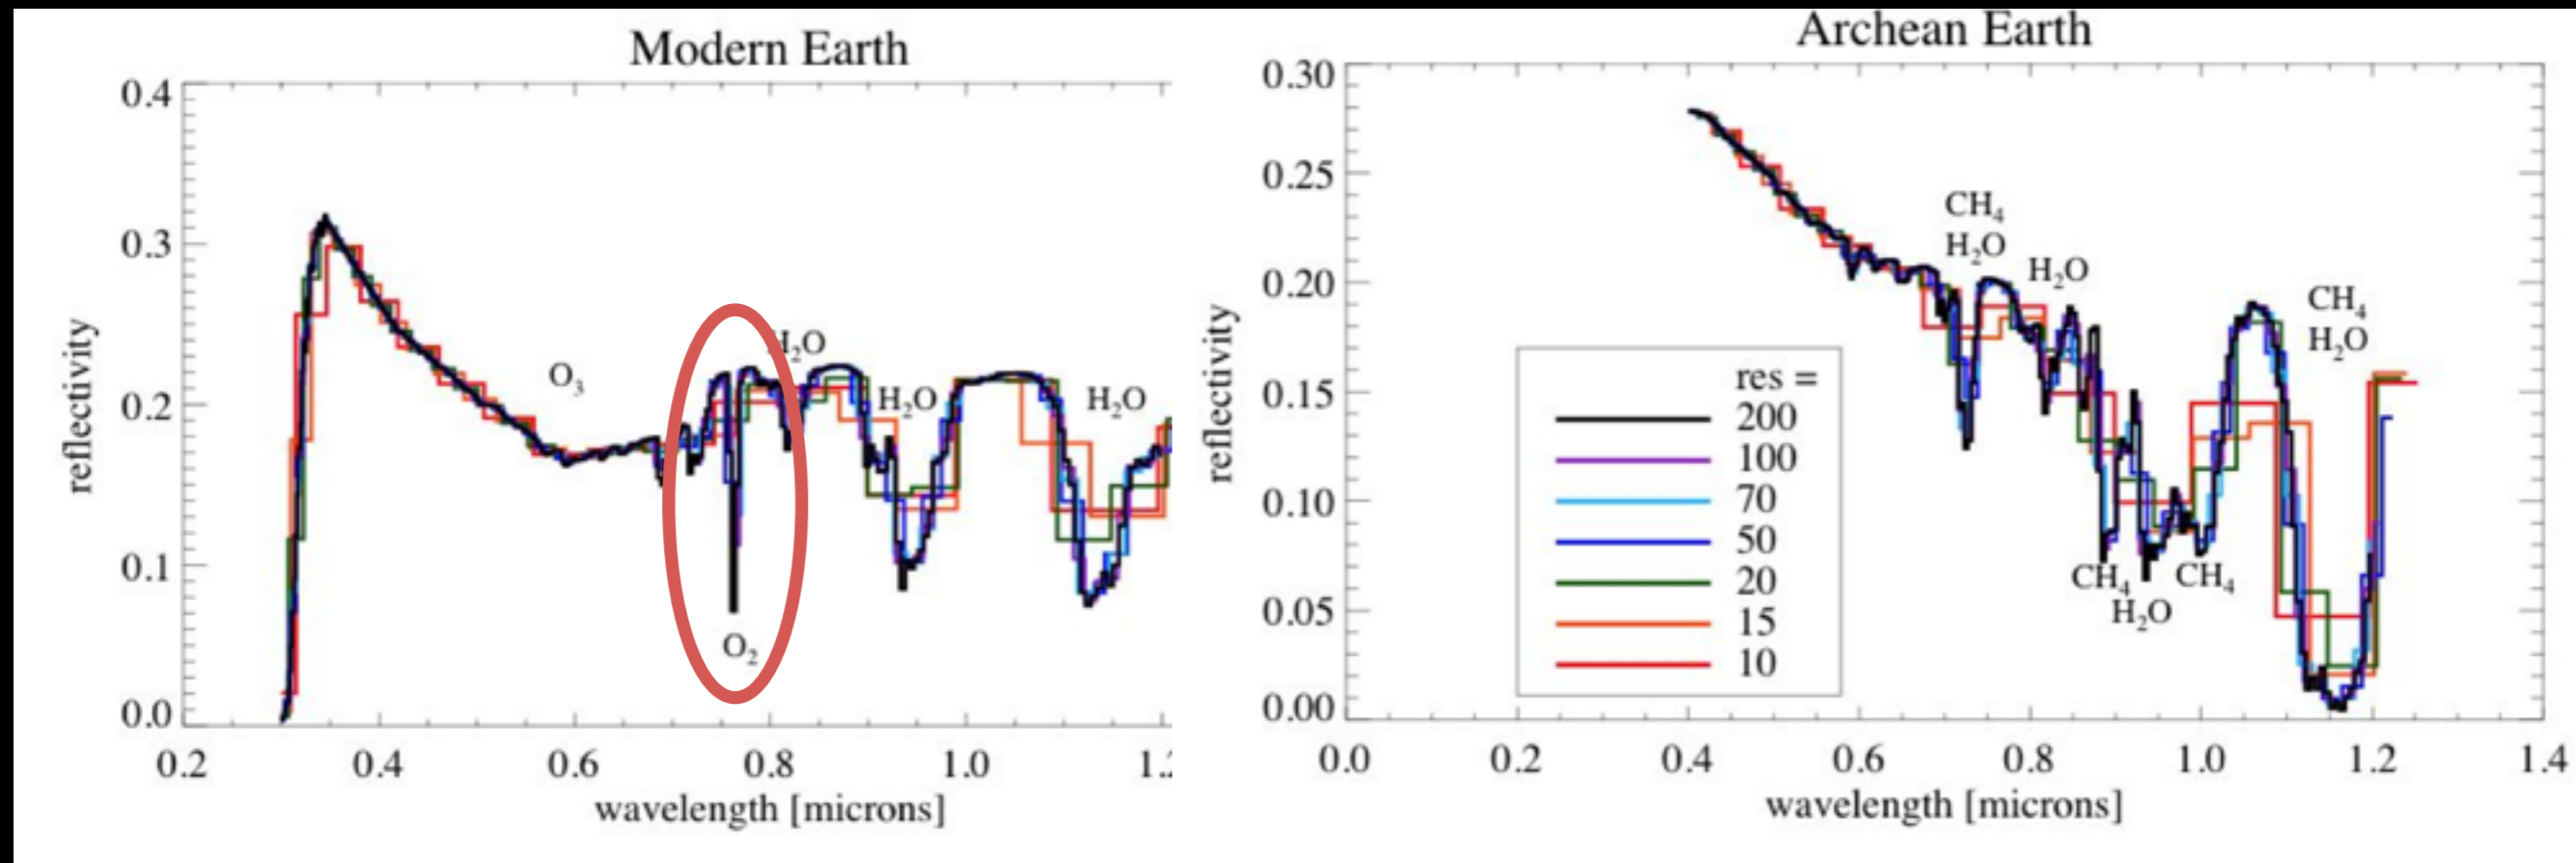 Modern Earth
0.4
0.3
0.2
0.1
0.0
reflectivity
O₃
H₂O
H₂O
H₂O
O₂
0.2 0.4 0.6 0.8 1.0
wavelength [microns]
Archean Earth
0.30
0.25
0.20
0.15
0.10
0.05
0.00
reflectivity
CH₄
H₂O
H₂O
CH₄
H₂O
res =
200
100
70
50
20
15
10
CH₄
H₂O
CH₄
0.0 0.2 0.4 0.6 0.8 1.0 1.2 1.4
wavelength [microns]